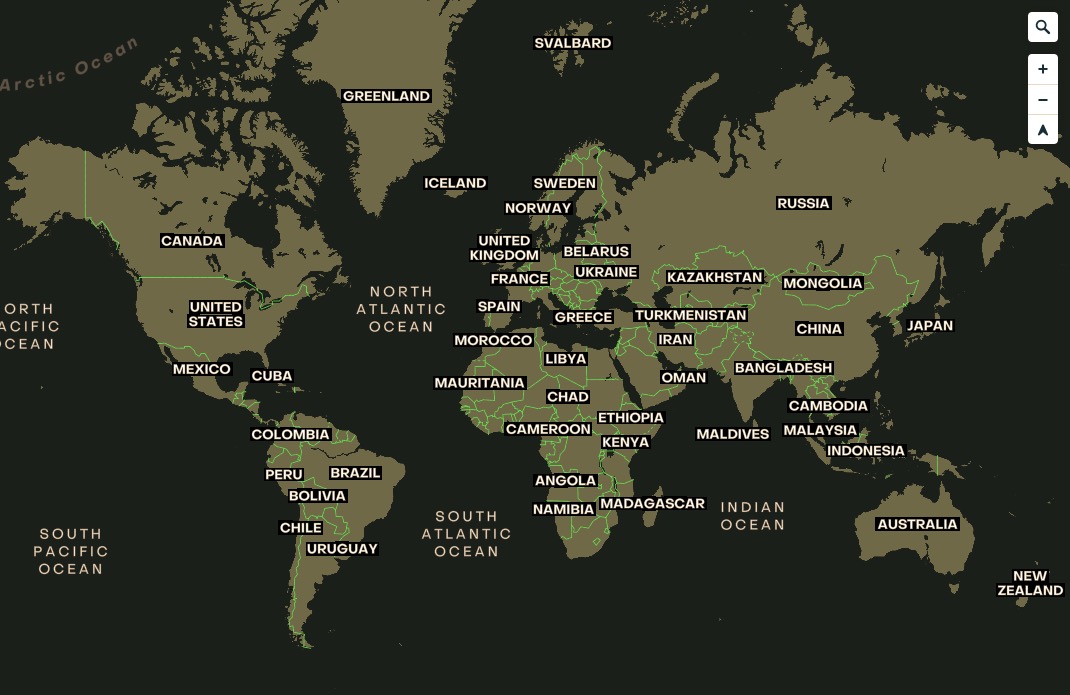 SVALBARD
Arctic Ocean
GREENLAND
ICELAND
SWEDEN
RUSSIA
NORWAY
CANADA
UNITED
KINGDOM
BELARUS
UKRAINE
FRANCE
KAZAKHSTAN
MONGOLIA
NORTH
ATLANTIC
OCEAN
ORTH
ACIFIC
OCEAN
UNITED
STATES
SPAIN
GREECE
TURKMENISTAN
CHINA
JAPAN
MOROCCO
IRAN
LIBYA
MEXICO
CUBA
BANGLADESH
MAURITANIA
OMAN
CHAD
CAMBODIA
ETHIOPIA
COLOMBIA
CAMEROON
KENYA
MALDIVES
MALAYSIA
INDONESIA
PERU
BRAZIL
ANGOLA
BOLIVIA
NAMIBIA
MADAGASCAR
INDIAN
OCEAN
CHILE
SOUTH
ATLANTIC
OCEAN
AUSTRALIA
SOUTH
PACIFIC
OCEAN
URUGUAY
NEW
ZEALAND